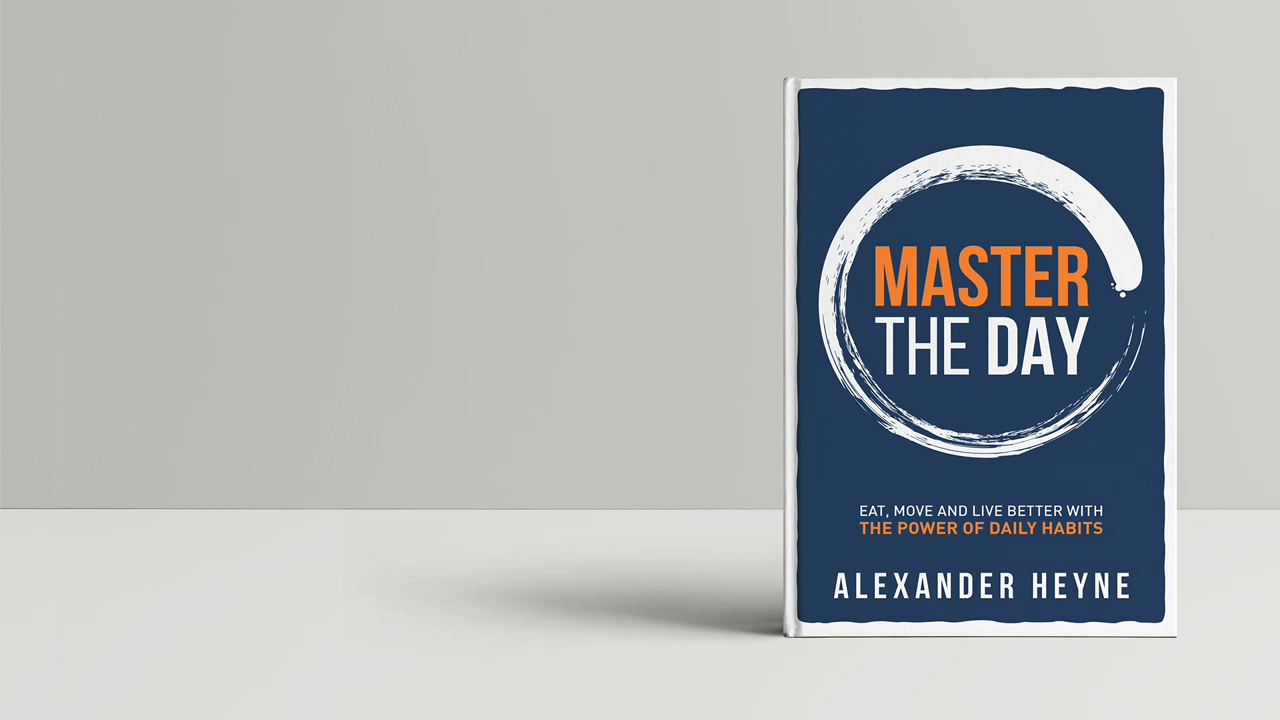 MASTER
THE DAY
EAT, MOVE AND LIVE BETTER WITH
THE POWER OF DAILY HABITS
ALEXANDER HEYNE